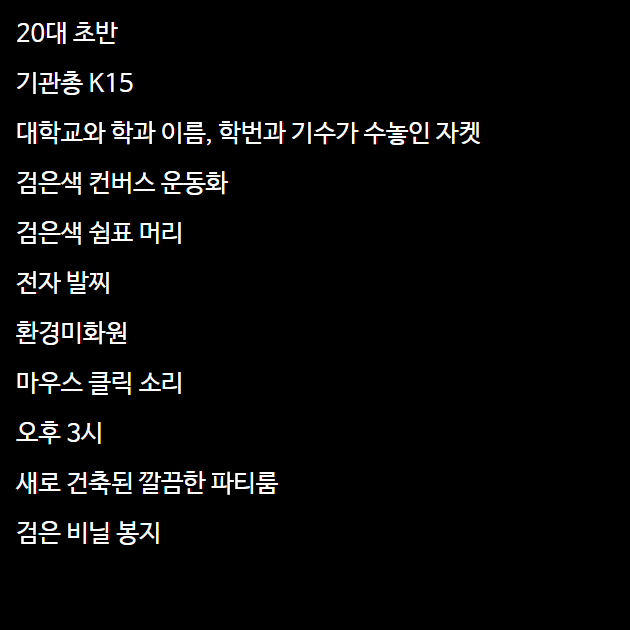 20대 초반
기관총 K15
대학교와 학과 이름, 학번과 기수가 수놓인 자켓
검은색 컨버스 운동화
검은색 쉼표 머리
전자 발찌
환경미화원
마우스 클릭 소리
오후 3시
새로 건축된 깔끔한 파티룸
검은 비닐 봉지